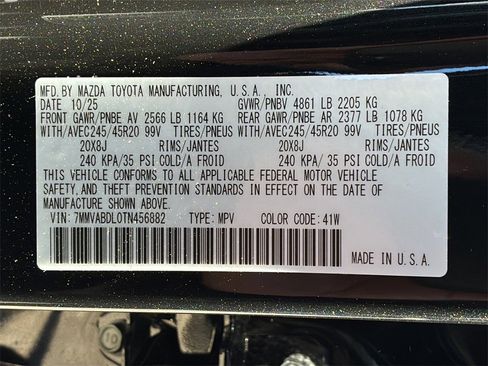 MFD.BY MAZDA TOYOTA MANUFACTURING, U.S.A., INC.
DATE 10/25 GVWR/PNBV 4861 LB 2205 KG
FRONT GAWR/PNBE AV 2566 LB 1164 KG REAR GAWR/PNBE AR 2377 LB 1078 KG
WITH/AVEC245/45R20 99V TIRES/PNEUS WITH/AVEC245/45R20 99V TIRES/PNEUS
20X8J RIMS/JANTES 20X8J RIMS/JANTES
240 KPA/35 PSI COLD/A FROID 240 KPA/35 PSI COLD/A FROID
THIS VEHICLE CONFORMS TO ALL APPLICABLE FEDERAL MOTOR VEHICLE
SAFETY, AND THEFT PREVENTION STANDARDS IN EFFECT ON THE DATE OF
MANUFACTURE SHOWN ABOVE.
VIN: 7MMVABDL0TN456882 TYPE: MPV COLOR CODE: 41W
MADE IN U.S.A.
10